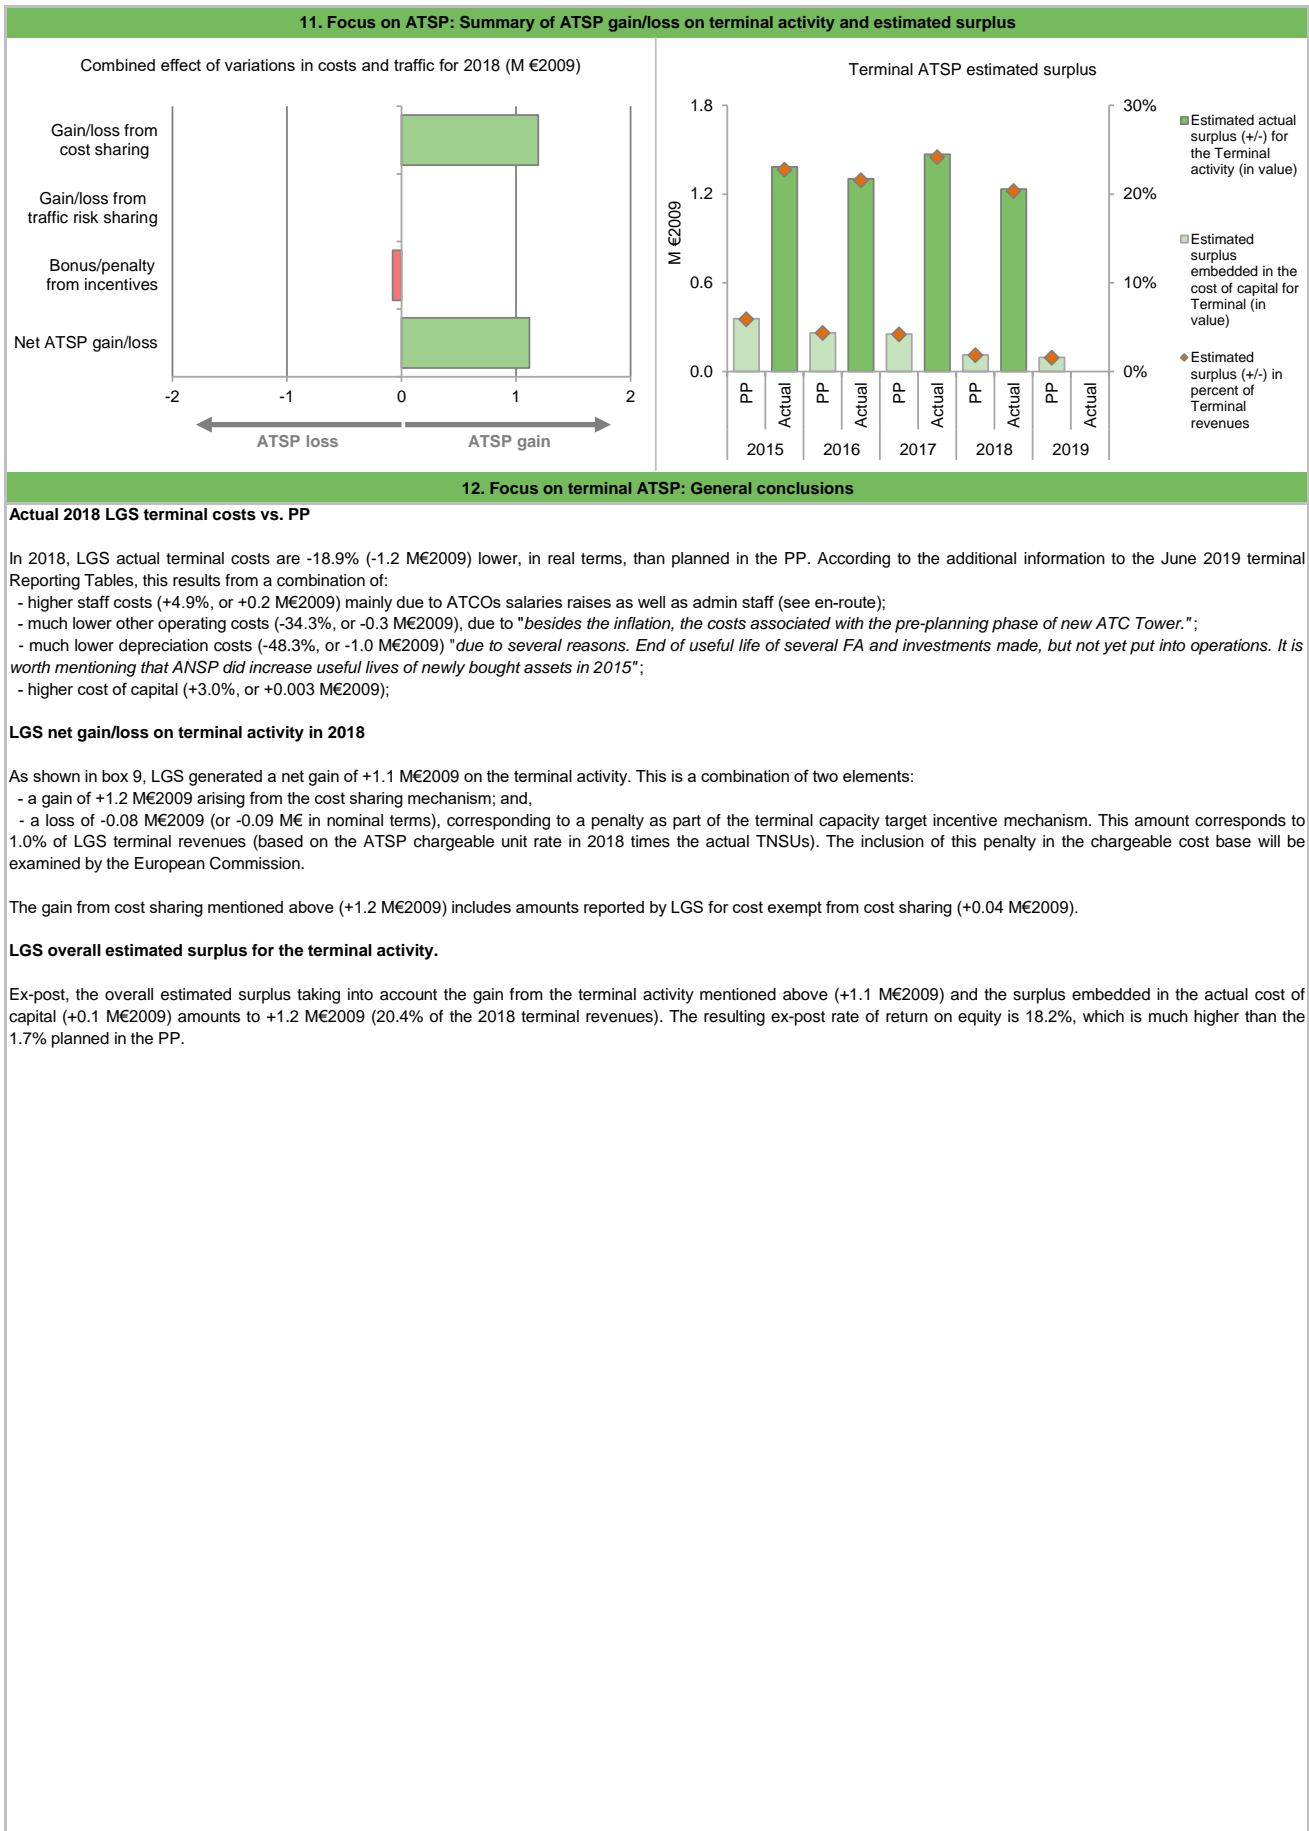 11. Focus on ATSP: Summary of ATSP gain/loss on terminal activity and estimated surplus
Combined effect of variations in costs and traffic for 2018 (M €2009)
Gain/loss from
cost sharing
Gain/loss from
traffic risk sharing
Bonus/penalty
from incentives
Net ATSP gain/loss
-2 -1 0 1 2
ATSP loss ATSP gain
Terminal ATSP estimated surplus
M €2009
1.8
1.2
0.6
0.0
30%
20%
10%
0%
PP Actual PP Actual PP Actual PP Actual PP Actual
2015 2016 2017 2018 2019
Estimated actual
surplus (+/-) for
the Terminal
activity (in value)
Estimated
surplus
embedded in the
cost of capital for
Terminal (in
value)
Estimated
surplus (+/-) in
percent of
Terminal
revenues
12. Focus on terminal ATSP: General conclusions
Actual 2018 LGS terminal costs vs. PP
In 2018, LGS actual terminal costs are -18.9% (-1.2 M€2009) lower, in real terms, than planned in the PP. According to the additional information to the June 2019 terminal
Reporting Tables, this results from a combination of:
- higher staff costs (+4.9%, or +0.2 M€2009) mainly due to ATCOs salaries raises as well as admin staff (see en-route);
- much lower other operating costs (-34.3%, or -0.3 M€2009), due to "besides the inflation, the costs associated with the pre-planning phase of new ATC Tower.";
- much lower depreciation costs (-48.3%, or -1.0 M€2009) "due to several reasons. End of useful life of several FA and investments made, but not yet put into operations. It is
worth mentioning that ANSP did increase useful lives of newly bought assets in 2015";
- higher cost of capital (+3.0%, or +0.003 M€2009);
LGS net gain/loss on terminal activity in 2018
As shown in box 9, LGS generated a net gain of +1.1 M€2009 on the terminal activity. This is a combination of two elements:
- a gain of +1.2 M€2009 arising from the cost sharing mechanism; and,
- a loss of -0.08 M€2009 (or -0.09 M€ in nominal terms), corresponding to a penalty as part of the terminal capacity target incentive mechanism. This amount corresponds to
1.0% of LGS terminal revenues (based on the ATSP chargeable unit rate in 2018 times the actual TNSUs). The inclusion of this penalty in the chargeable cost base will be
examined by the European Commission.
The gain from cost sharing mentioned above (+1.2 M€2009) includes amounts reported by LGS for cost exempt from cost sharing (+0.04 M€2009).
LGS overall estimated surplus for the terminal activity.
Ex-post, the overall estimated surplus taking into account the gain from the terminal activity mentioned above (+1.1 M€2009) and the surplus embedded in the actual cost of
capital (+0.1 M€2009) amounts to +1.2 M€2009 (20.4% of the 2018 terminal revenues). The resulting ex-post rate of return on equity is 18.2%, which is much higher than the
1.7% planned in the PP.